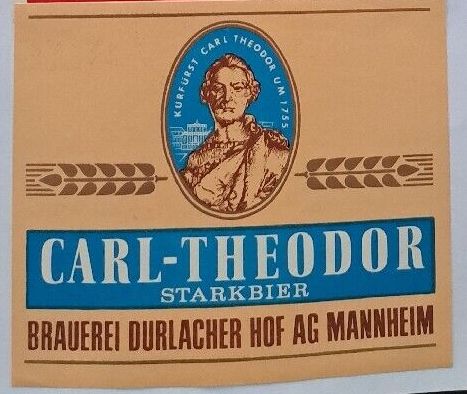 KURFÜRST CARL THEODOR UM 1755
CARL-THEODOR
STARKBIER
BRAUEREI DURLACHER HOF AG MANNHEIM